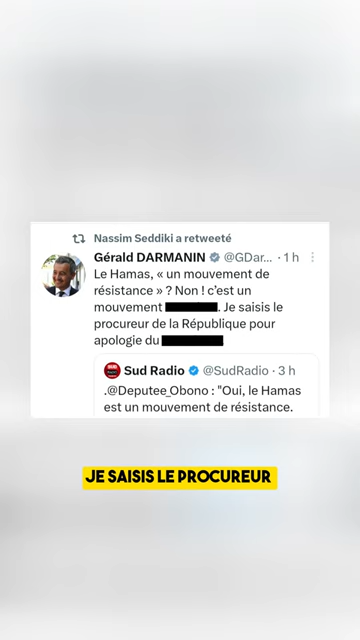 Nassim Seddiki a retweeté
Gérald DARMANIN @GDar... · 1 h
Le Hamas, « un mouvement de
résistance » ? Non ! c’est un
mouvement . Je saisis le
procureur de la République pour
apologie du
Sud Radio @SudRadio · 3 h
.@Deputee_Obono : "Oui, le Hamas
est un mouvement de résistance.
JE SAISIS LE PROCUREUR